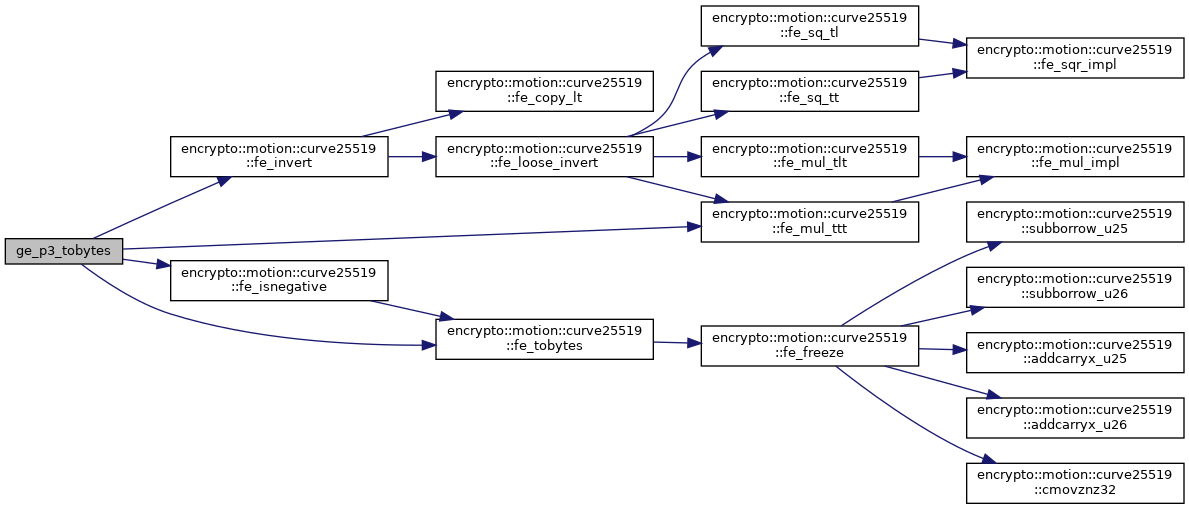 encrypto::motion::curve25519
::fe_sq_tl
encrypto::motion::curve25519
::fe_sqr_impl
encrypto::motion::curve25519
::fe_copy_lt
encrypto::motion::curve25519
::fe_sq_tt
encrypto::motion::curve25519
::fe_invert
encrypto::motion::curve25519
::fe_loose_invert
encrypto::motion::curve25519
::fe_mul_tlt
encrypto::motion::curve25519
::fe_mul_impl
encrypto::motion::curve25519
::fe_mul_ttt
encrypto::motion::curve25519
::subborrow_u25
ge_p3_tobytes
encrypto::motion::curve25519
::fe_isnegative
encrypto::motion::curve25519
::subborrow_u26
encrypto::motion::curve25519
::fe_tobytes
encrypto::motion::curve25519
::fe_freeze
encrypto::motion::curve25519
::addcarryx_u25
encrypto::motion::curve25519
::addcarryx_u26
encrypto::motion::curve25519
::cmovznz32